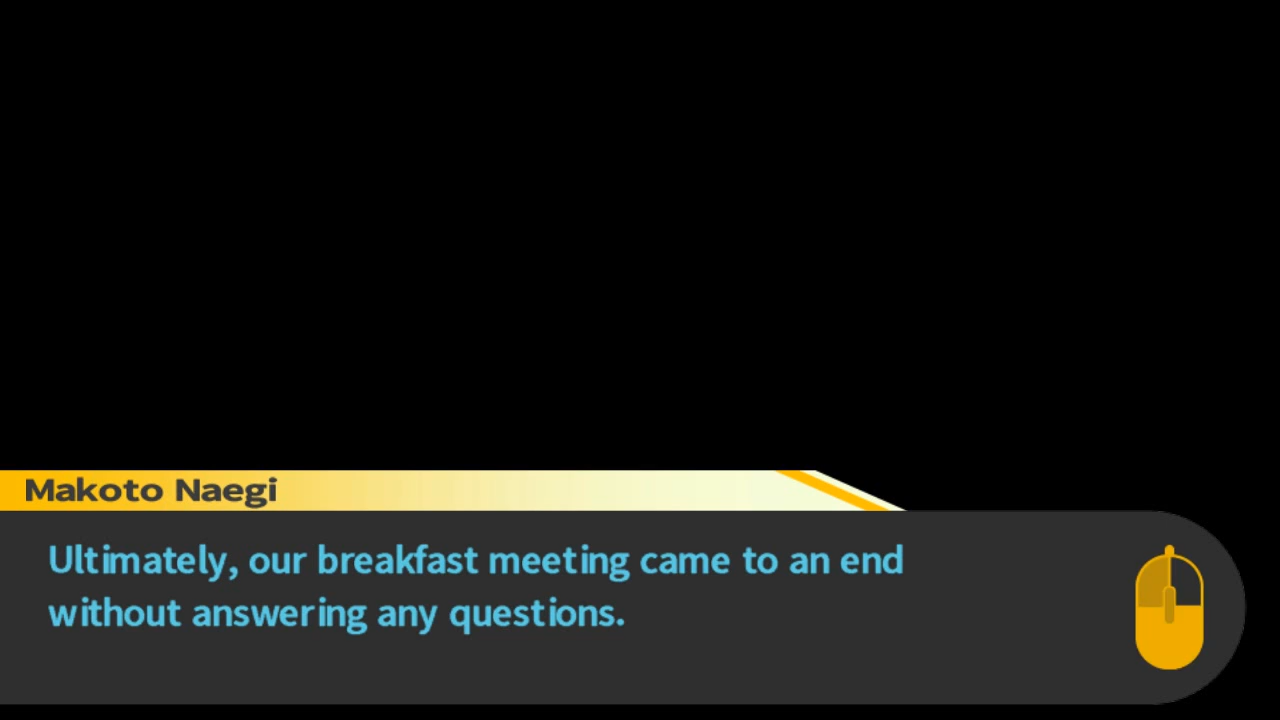 Makoto Naegi
Ultimately, our breakfast meeting came to an end
without answering any questions.